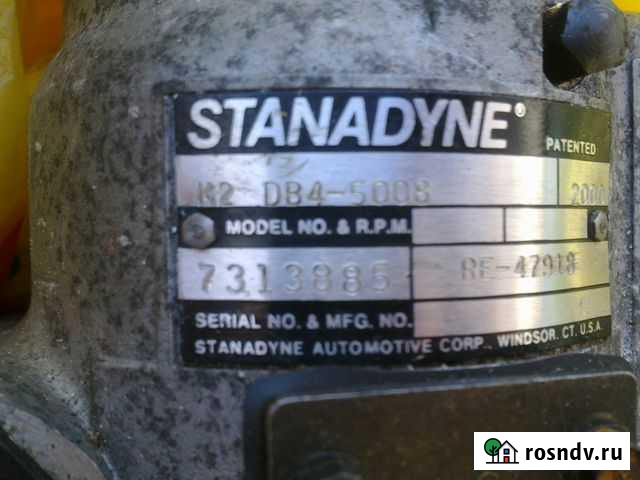 STANADYNE®
PATENTED
M2 DB4-5008 2000
MODEL NO. & R.P.M.
7313885 RE-47918
SERIAL NO. & MFG. NO.
STANADYNE AUTOMOTIVE CORP., WINDSOR, CT. U.S.A.
rosndv.ru